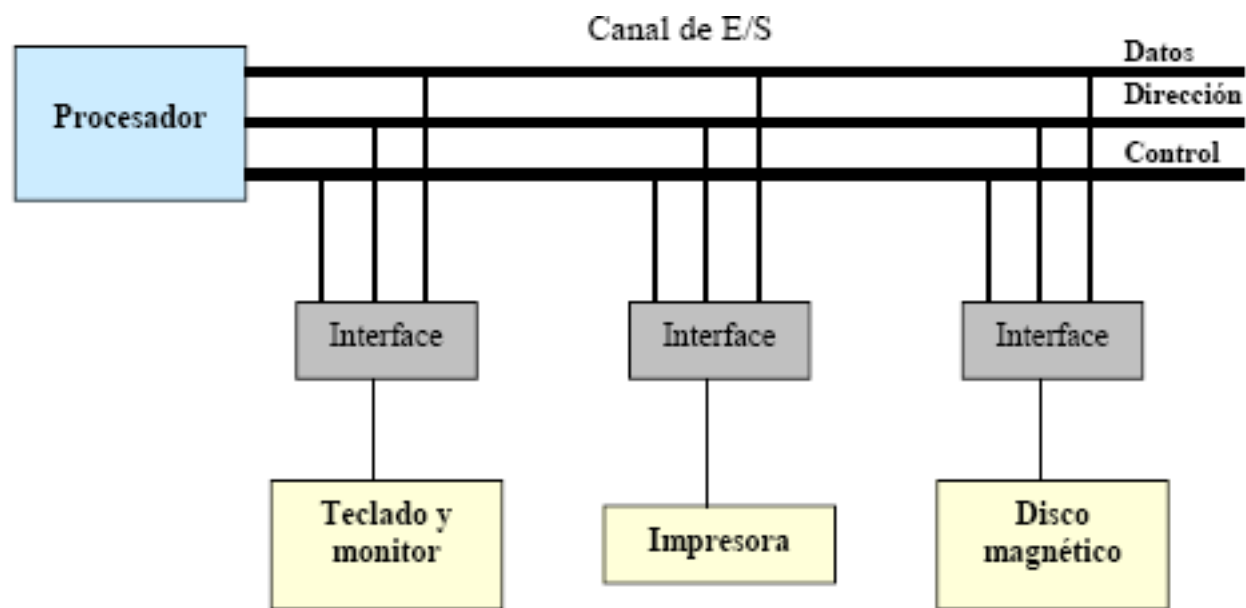 Canal de E/S
Procesador
Datos
Dirección
Control
Interface
Interface
Interface
Teclado y
monitor
Impresora
Disco
magnético